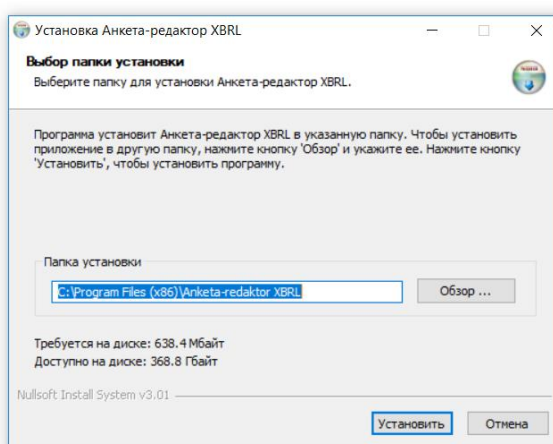 Установка Анкета-редактор XBRL
Выбор папки установки
Выберите папку для установки Анкета-редактор XBRL.
Программа установит Анкета-редактор XBRL в указанную папку. Чтобы установить
приложение в другую папку, нажмите кнопку 'Обзор' и укажите ее. Нажмите кнопку
'Установить', чтобы установить программу.
Папка установки
C:\Program Files (x86)\Anketa-redaktor XBRL
Обзор ...
Требуется на диске: 638.4 Мбайт
Доступно на диске: 368.8 Гбайт
Nullsoft Install System v3.01
Установить
Отмена